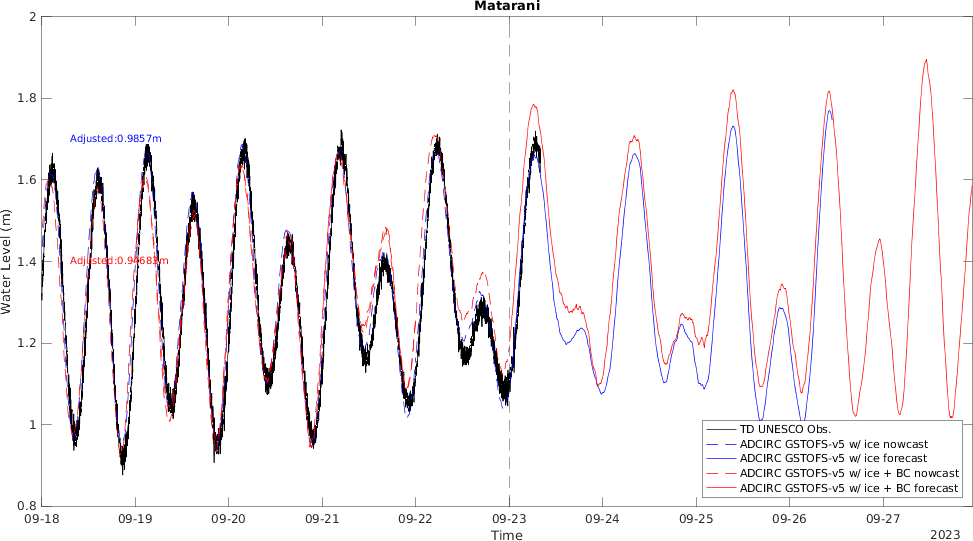 Matarani
2
1.8
1.6
1.4
1.2
1
0.8
Water Level (m)
Adjusted:0.9857m
TD UNESCO Obs.
ADCIRC GSTOFS-v5 w/ ice nowcast
ADCIRC GSTOFS-v5 w/ ice forecast
ADCIRC GSTOFS-v5 w/ ice + BC nowcast
ADCIRC GSTOFS-v5 w/ ice + BC forecast
09-18
09-19
09-20
09-21
09-22
09-23
09-24
09-25
09-26
09-27
Time
2023